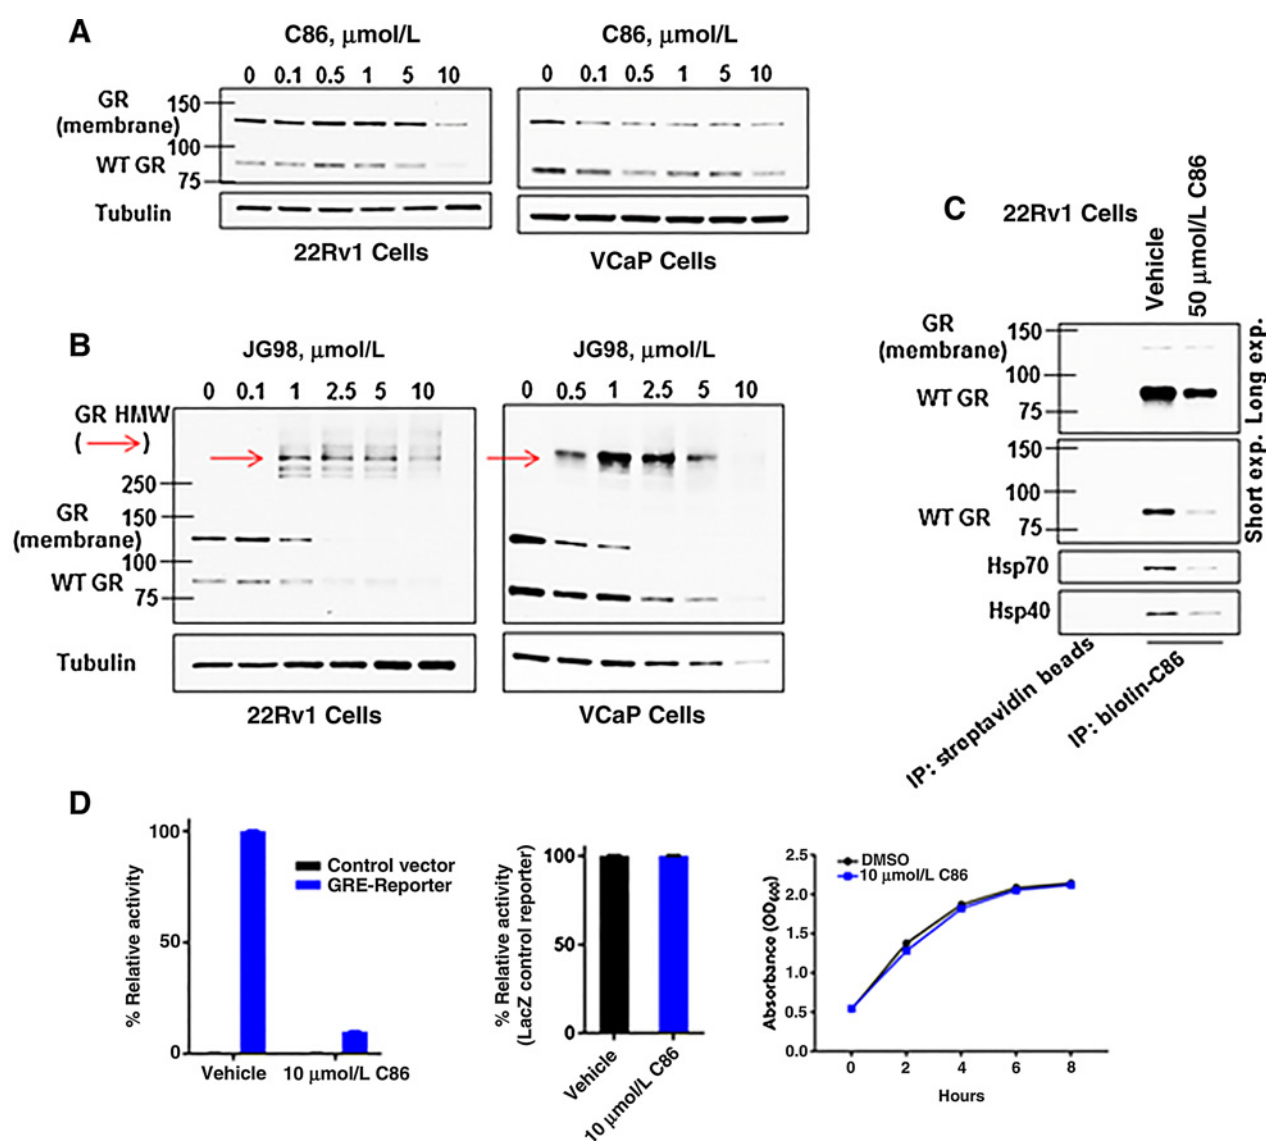 A
C86, μmol/L
0 0.1 0.5 1 5 10
C86, μmol/L
0 0.1 0.5 1 5 10
GR
(membrane)
WT GR
150
100
75
Tubulin
22Rv1 Cells
VCaP Cells
B
JG98, μmol/L
0 0.1 1 2.5 5 10
JG98, μmol/L
0 0.5 1 2.5 5 10
GR HMW
( )
250
150
100
75
GR
(membrane)
WT GR
Tubulin
22Rv1 Cells
VCaP Cells
C
22Rv1 Cells
Vehicle
50 μmol/L C86
GR
(membrane)
WT GR
150
100
75
Long exp.
WT GR
150
100
75
Short exp.
Hsp70
Hsp40
IP: stroptavidin beads
IP: biotin-C86
D
% Relative activity
100
50
0
Control vector
GRE-Reporter
Vehicle 10 μmol/L C86
% Relative activity
(LacZ control reporter)
100
50
0
Vehicle
10 μmol/L C86
Absorbance (OD600)
2.5
2.0
1.5
1.0
0.5
0.0
DMSO
10 μmol/L C86
0 2 4 6 8
Hours